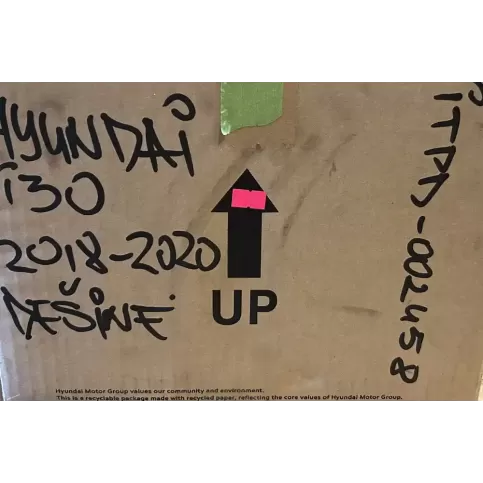 HYUNDAi
i30
2018-2020
DEŠiNE
UP
iTPJ-002458
Hyundai Motor Group values our community and environment.
This is a recyclable package made with recycled paper, reflecting the core values of Hyundai Motor Group.